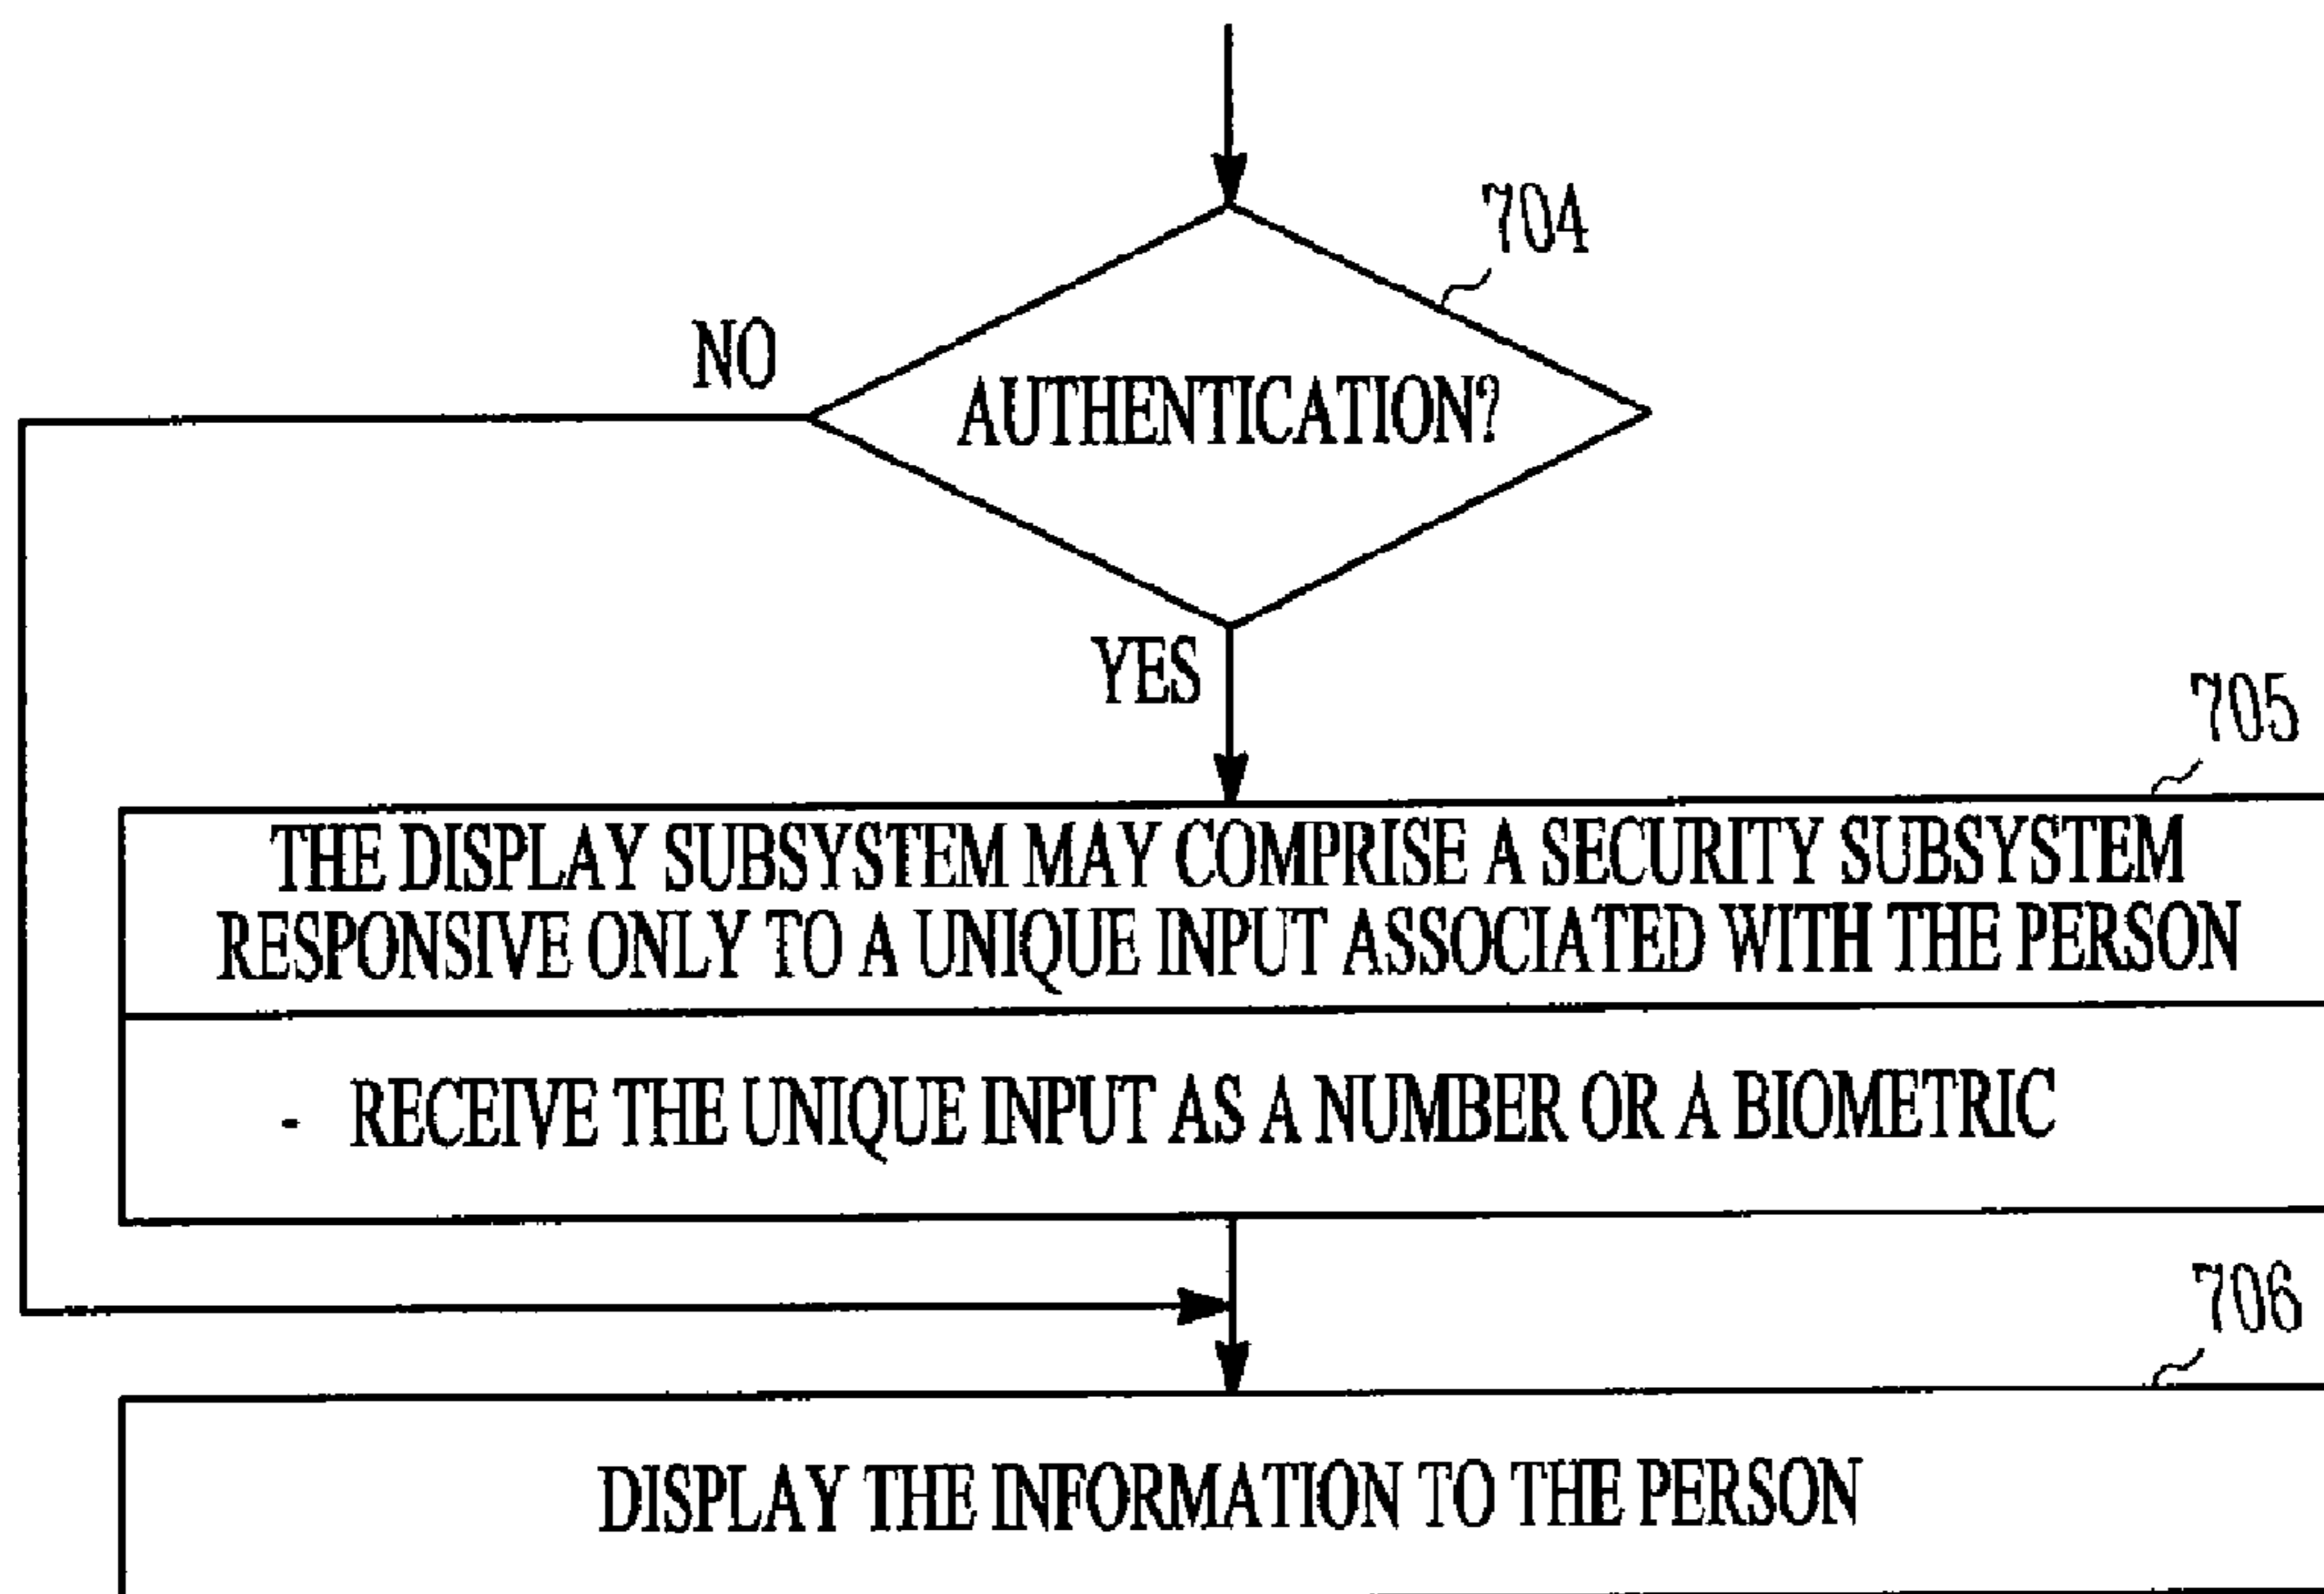 704
NO
AUTHENTICATION?
YES
705
THE DISPLAY SUBSYSTEM MAY COMPRISE A SECURITY SUBSYSTEM
RESPONSIVE ONLY TO A UNIQUE INPUT ASSOCIATED WITH THE PERSON
- RECEIVE THE UNIQUE INPUT AS A NUMBER OR A BIOMETRIC
706
DISPLAY THE INFORMATION TO THE PERSON